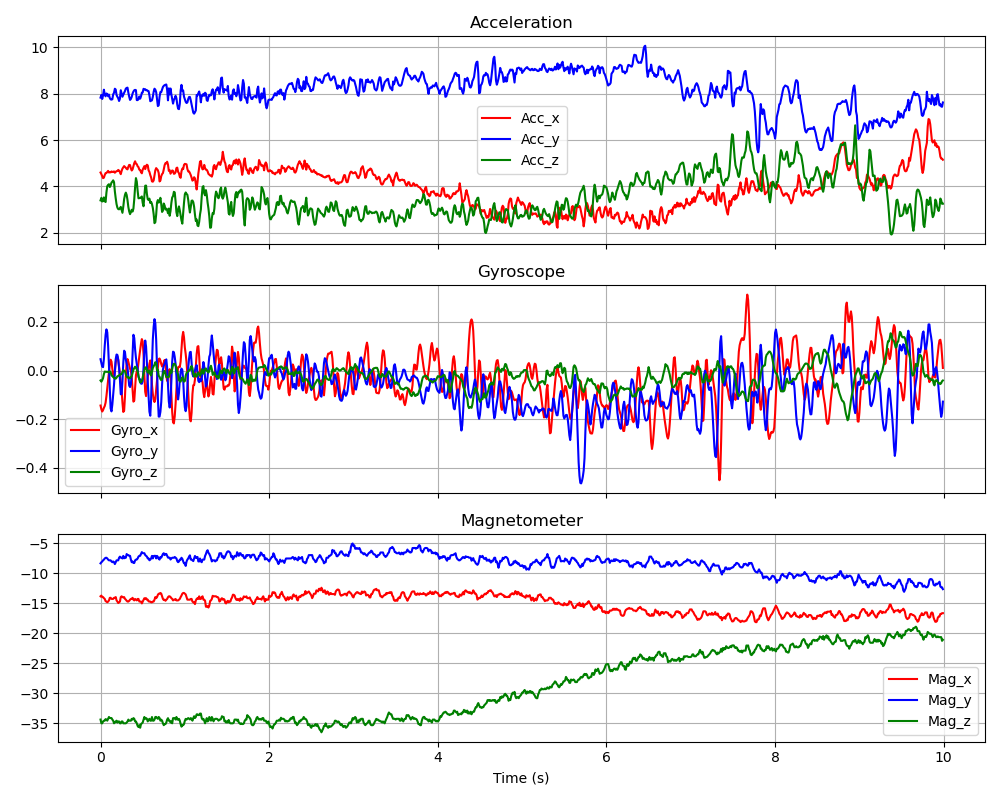 Acceleration
10
8
6
4
2
Acc_x
Acc_y
Acc_z
Gyroscope
0.2
0.0
−0.2
−0.4
Gyro_x
Gyro_y
Gyro_z
Magnetometer
−5
−10
−15
−20
−25
−30
−35
Mag_x
Mag_y
Mag_z
0 2 4 6 8 10
Time (s)